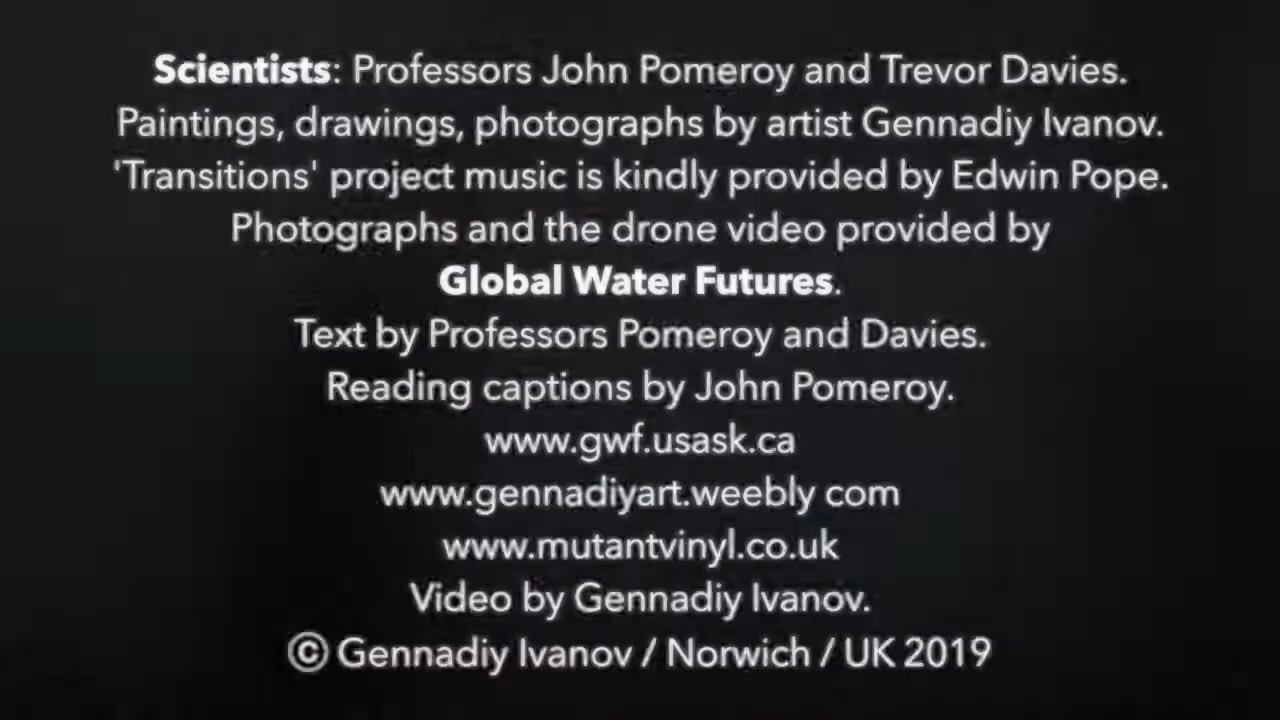 Scientists: Professors John Pomeroy and Trevor Davies.
Paintings, drawings, photographs by artist Gennadiy Ivanov.
'Transitions' project music is kindly provided by Edwin Pope.
Photographs and the drone video provided by
Global Water Futures.
Text by Professors Pomeroy and Davies.
Reading captions by John Pomeroy.
www.gwf.usask.ca
www.gennadiyart.weebly com
www.mutantvinyl.co.uk
Video by Gennadiy Ivanov.
© Gennadiy Ivanov / Norwich / UK 2019